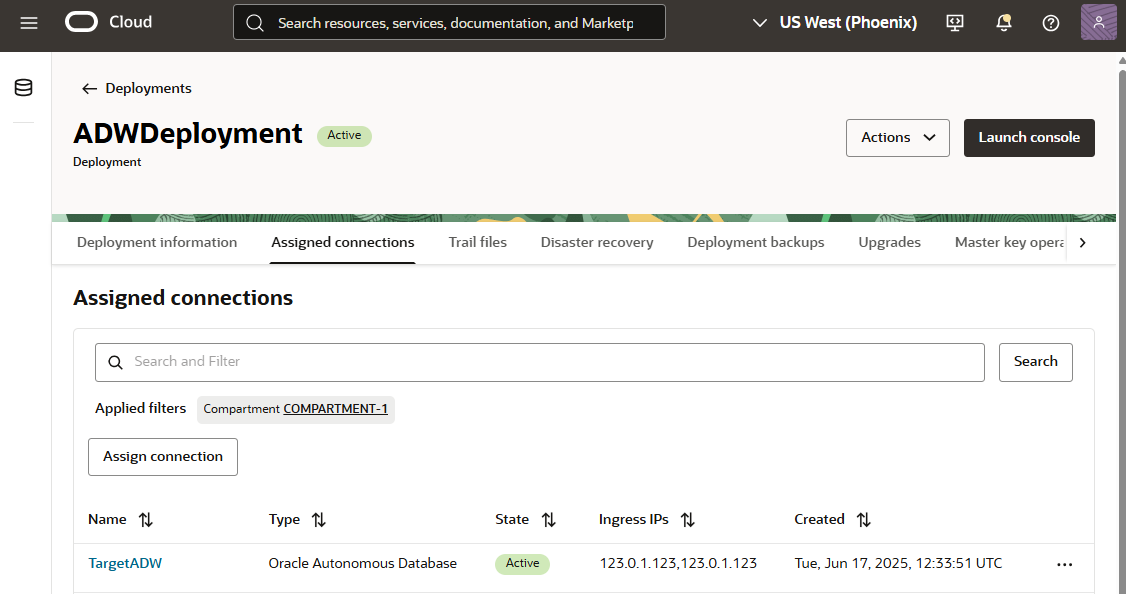 Cloud
Search resources, services, documentation, and Marketp
US West (Phoenix)
Deployments
ADWDeployment
Active
Deployment
Actions
Launch console
Deployment information
Assigned connections
Trail files
Disaster recovery
Deployment backups
Upgrades
Master key opera
Assigned connections
Search and Filter
Search
Applied filters
Compartment COMPARTMENT-1
Assign connection
Name Type State Ingress IPs Created
TargetADW Oracle Autonomous Database Active 123.0.1.123,123.0.1.123 Tue, Jun 17, 2025, 12:33:51 UTC